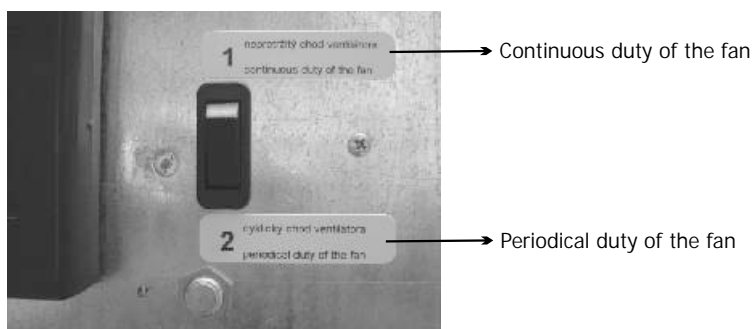 1
nepretržitý chod ventilátora
continuous duty of the fan
Continuous duty of the fan
2
cyklický chod ventilátora
periodical duty of the fan
Periodical duty of the fan